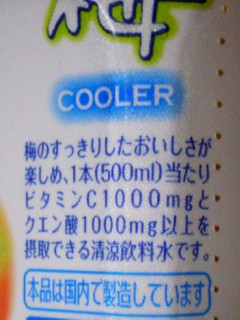 梅
COOLER
梅のすっきりしたおいしさが
楽しめ、1本(500ml)当たり
ビタミンC1000mgと
クエン酸1000mg以上を
摂取できる清涼飲料水です。
本品は国内で製造しています